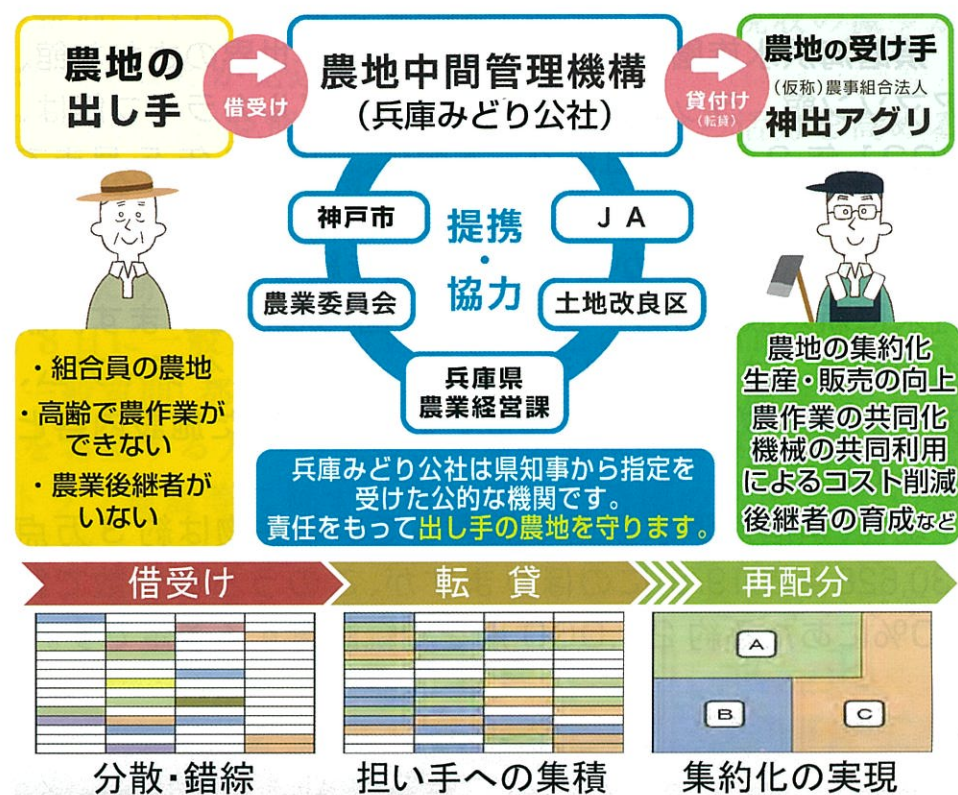 農地の
出し手
借受け
農地中間管理機構
(兵庫みどり公社)
貸付け
(転貸)
農地の受け手
(仮称)農事組合法人
神出アグリ
神戸市
提携
・
協力
JA
農業委員会
土地改良区
兵庫県
農業経営課
・組合員の農地
・高齢で農作業が
できない
・農業後継者が
いない
兵庫みどり公社は県知事から指定を
受けた公的な機関です。
責任をもって出し手の農地を守ります。
農地の集約化
生産・販売の向上
農作業の共同化
機械の共同利用
によるコスト削減
後継者の育成など
借受け
転貸
再配分
A
B
C
分散・錯綜
担い手への集積
集約化の実現